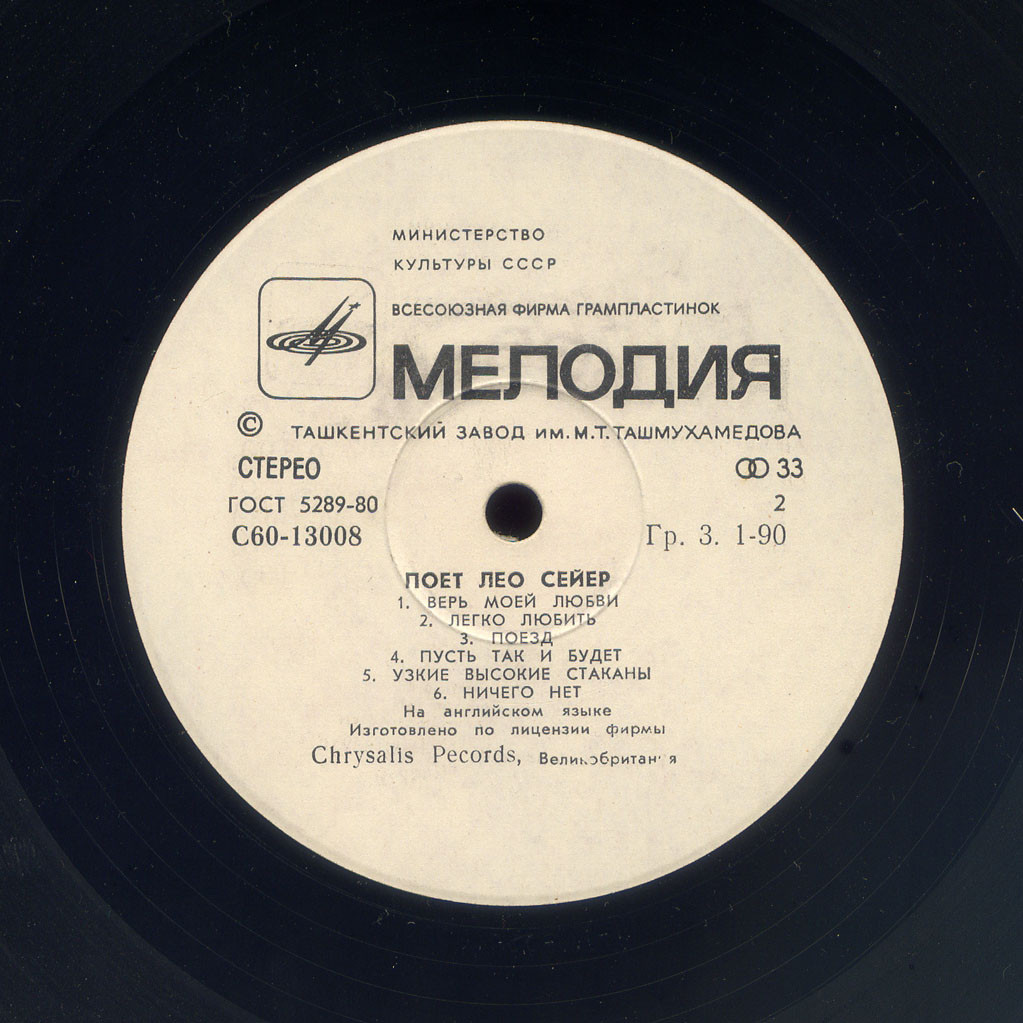 МИНИСТЕРСТВО
КУЛЬТУРЫ СССР
ВСЕСОЮЗНАЯ ФИРМА ГРАМПЛАСТИНОК
МЕЛОДИЯ
© ТАШКЕНТСКИЙ ЗАВОД ИМ. М.Т. ТАШМУХАМЕДОВА
СТЕРЕО 33
ГОСТ 5289-80 2
С60-13008 Гр. 3. 1-90
ПОЕТ ЛЕО СЕЙЕР
1. ВЕРЬ МОЕЙ ЛЮБВИ
2. ЛЕГКО ЛЮБИТЬ
3. ПОЕЗД
4. ПУСТЬ ТАК И БУДЕТ
5. УЗКИЕ ВЫСОКИЕ СТАКАНЫ
6. НИЧЕГО НЕТ
На английском языке
Изготовлено по лицензии фирмы
Chrysalis Pecords, Великобритания